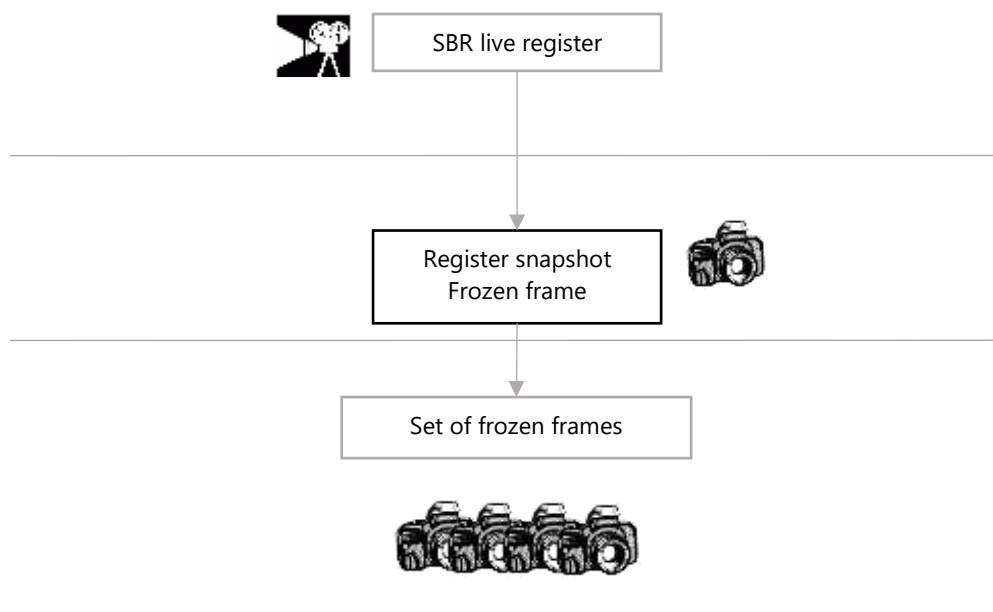 SBR live register
Register snapshot
Frozen frame
Set of frozen frames